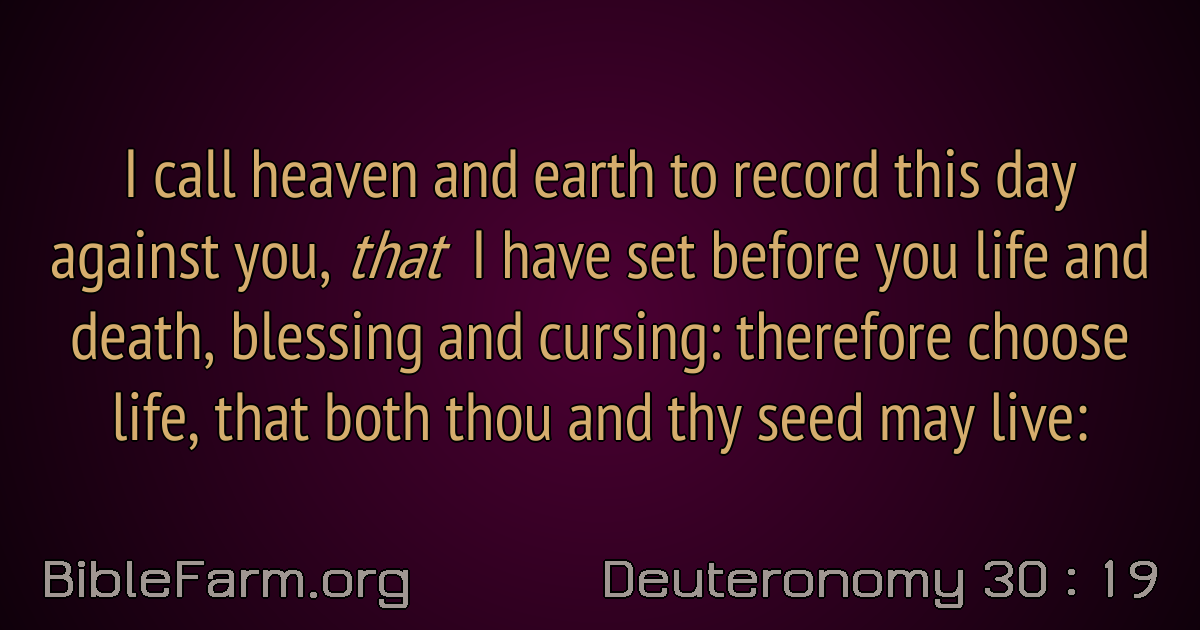 I call heaven and earth to record this day
against you, that I have set before you life and
death, blessing and cursing: therefore choose
life, that both thou and thy seed may live:
BibleFarm.org
Deuteronomy 30 : 19